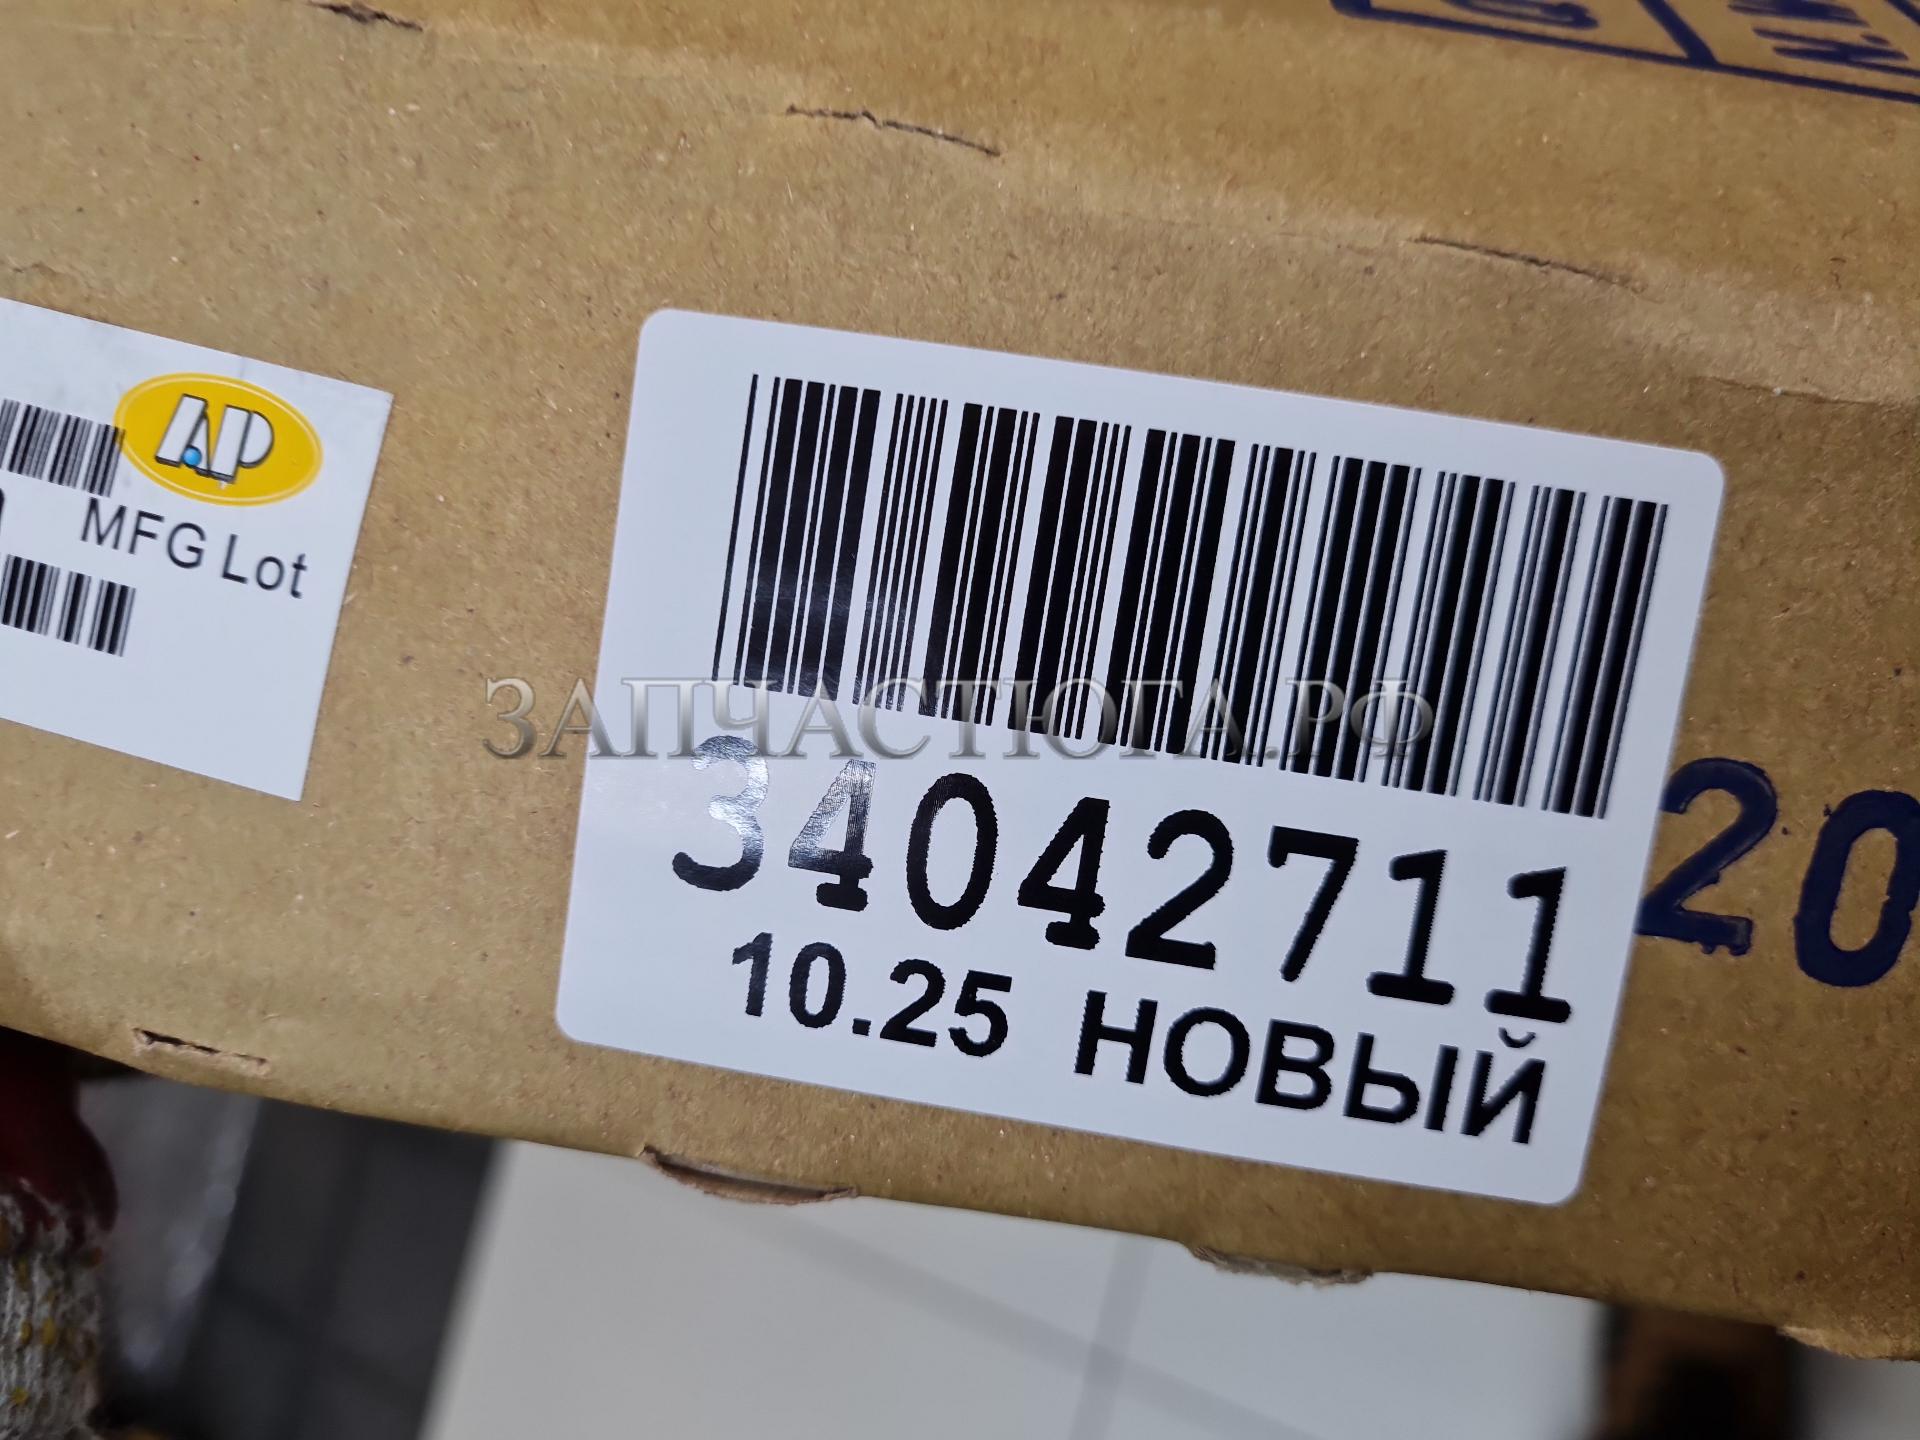 AP
MFG Lot
ЗАПЧАСТЮГА.РФ
34042711
10.25 НОВЫЙ
20